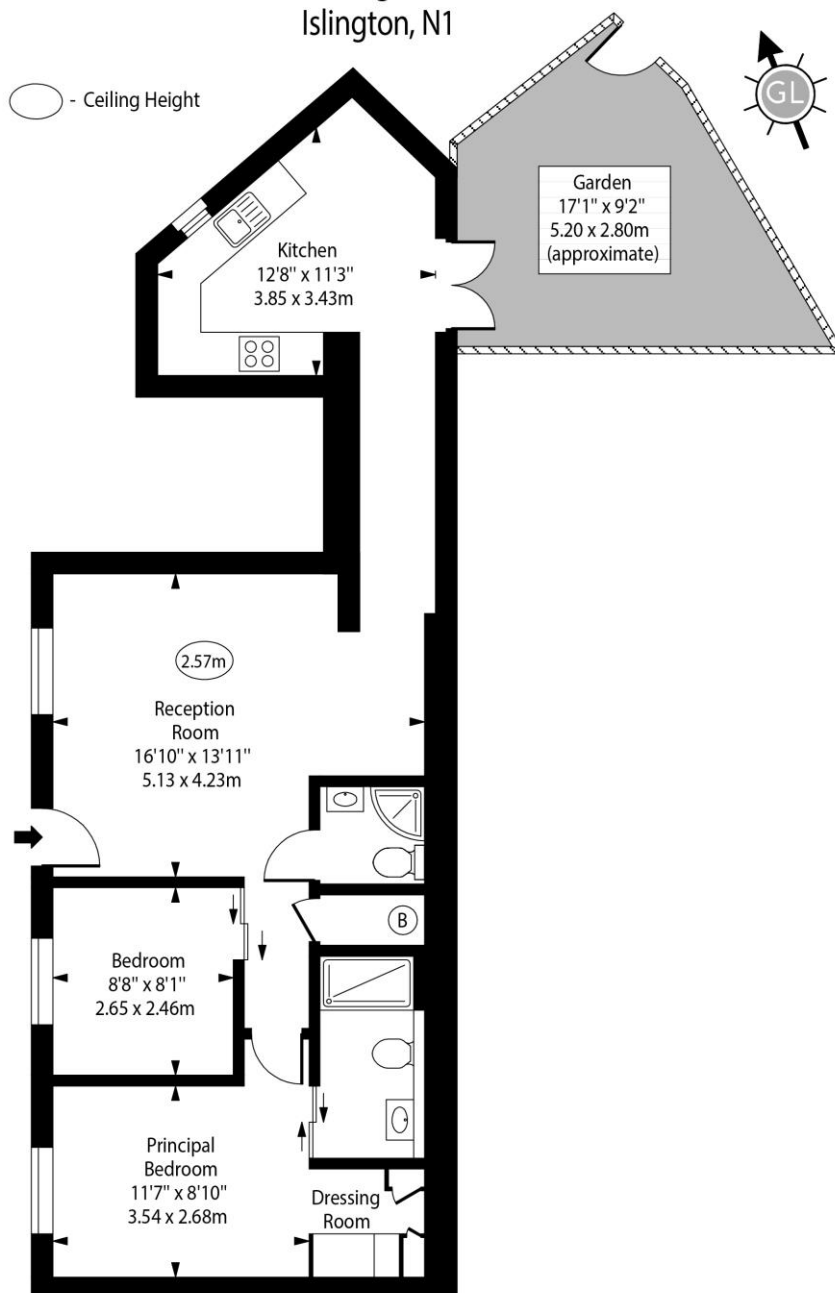 Islington, N1
- Ceiling Height
GL
Garden
17'1" x 9'2"
5.20 x 2.80m
(approximate)
Kitchen
12'8" x 11'3"
3.85 x 3.43m
2.57m
Reception
Room
16'10" x 13'11"
5.13 x 4.23m
B
Bedroom
8'8" x 8'1"
2.65 x 2.46m
Principal
Bedroom
11'7" x 8'10"
3.54 x 2.68m
Dressing
Room